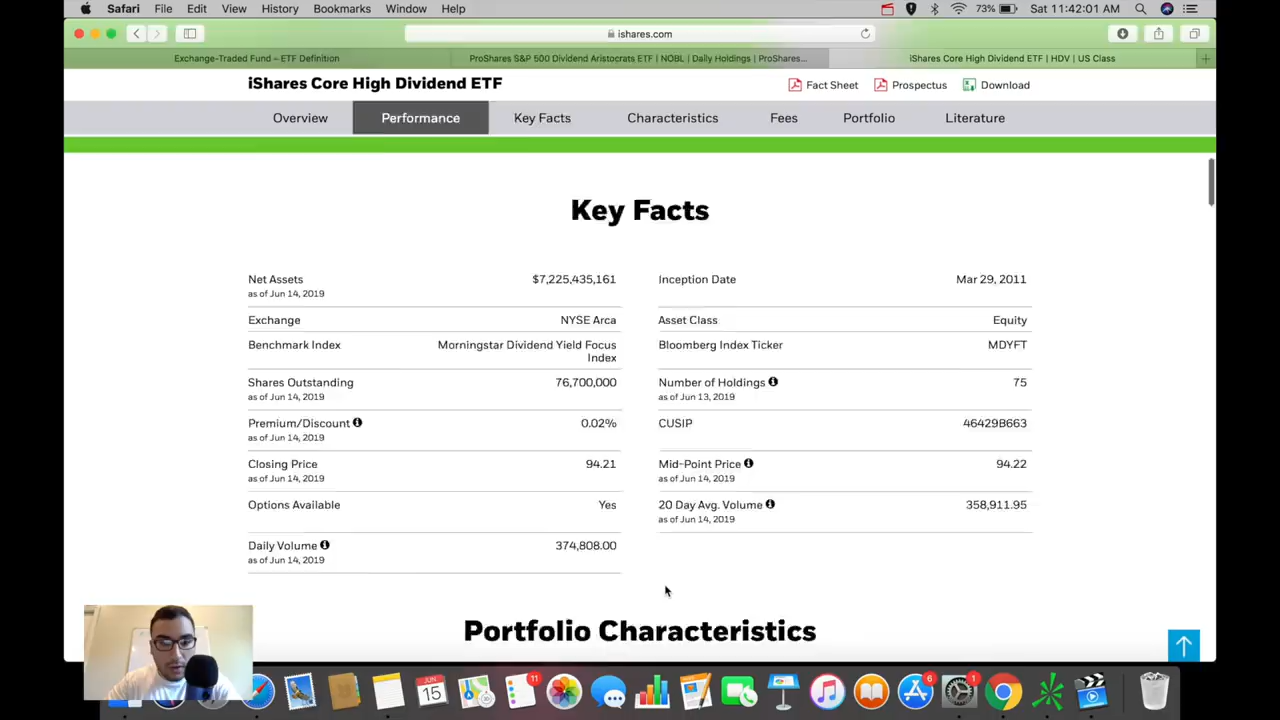 Safari File Edit View History Bookmarks Window Help 73% Sat 11:42:01 AM
ishares.com
Exchange-Traded Fund – ETF Definition ProShares S&P 500 Dividend Aristocrats ETF | NOBL | Daily Holdings | ProShares... iShares Core High Dividend ETF | HDV | US Class
iShares Core High Dividend ETF Fact Sheet Prospectus Download
Overview Performance Key Facts Characteristics Fees Portfolio Literature
Key Facts
Net Assets $7,225,435,161 Inception Date Mar 29, 2011
as of Jun 14, 2019
Exchange NYSE Arca Asset Class Equity
Benchmark Index Morningstar Dividend Yield Focus Bloomberg Index Ticker MDYFT
Index
Shares Outstanding 76,700,000 Number of Holdings 75
as of Jun 14, 2019 as of Jun 13, 2019
Premium/Discount 0.02% CUSIP 46429B663
as of Jun 14, 2019
Closing Price 94.21 Mid-Point Price 94.22
as of Jun 14, 2019 as of Jun 14, 2019
Options Available Yes 20 Day Avg. Volume 358,911.95
as of Jun 14, 2019
Daily Volume 374,808.00
as of Jun 14, 2019
Portfolio Characteristics
JUN 11 6 1
15